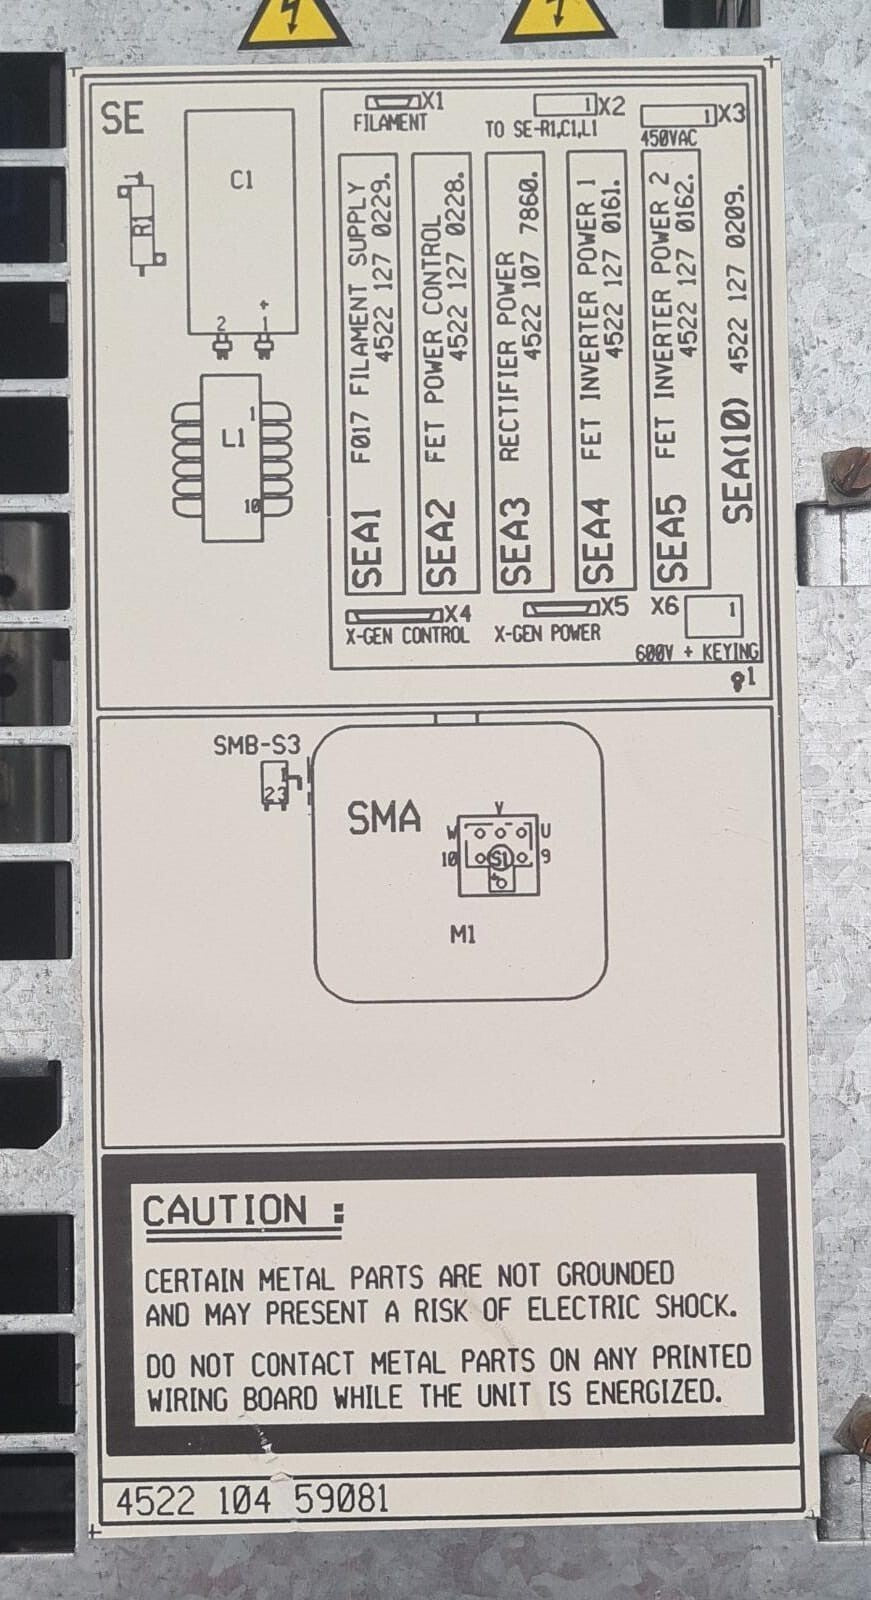 SE
C1
R1
1
+
2 1
L1
1
10
X1
FILAMENT
1 X2
TO SE-R1,C1,L1
1 X3
450VAC
SEA1 F017 FILAMENT SUPPLY
4522 127 0229.
SEA2 FET POWER CONTROL
4522 127 0228.
SEA3 RECTIFIER POWER
4522 107 7860.
SEA4 FET INVERTER POWER 1
4522 127 0161.
SEA5 FET INVERTER POWER 2
4522 127 0162.
SEA(10) 4522 127 0209.
X4
X-GEN CONTROL
X5
X-GEN POWER
X6 1
600V + KEYING
1
SMB-S3
1
23
SMA
V
W U
10 S1 9
+
M1
CAUTION :
CERTAIN METAL PARTS ARE NOT GROUNDED
AND MAY PRESENT A RISK OF ELECTRIC SHOCK.
DO NOT CONTACT METAL PARTS ON ANY PRINTED
WIRING BOARD WHILE THE UNIT IS ENERGIZED.
4522 104 59081